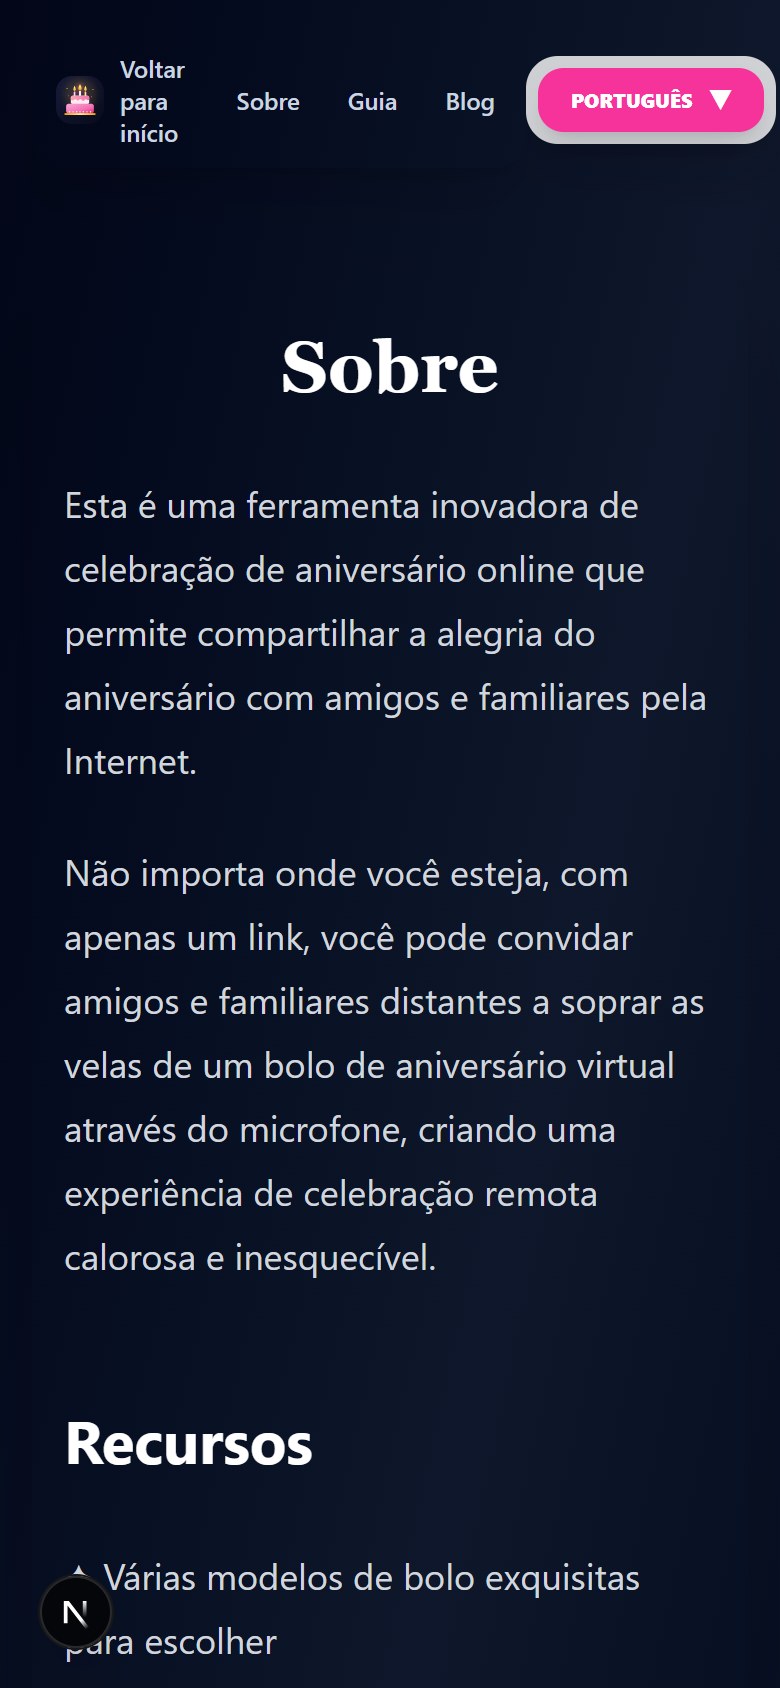 Voltar
para
início
Sobre
Guia
Blog
PORTUGUÊS ▼
Sobre
Esta é uma ferramenta inovadora de
celebração de aniversário online que
permite compartilhar a alegria do
aniversário com amigos e familiares pela
Internet.
Não importa onde você esteja, com
apenas um link, você pode convidar
amigos e familiares distantes a soprar as
velas de um bolo de aniversário virtual
através do microfone, criando uma
experiência de celebração remota
calorosa e inesquecível.
Recursos
✦ Várias modelos de bolo exquisitas
para escolher
N